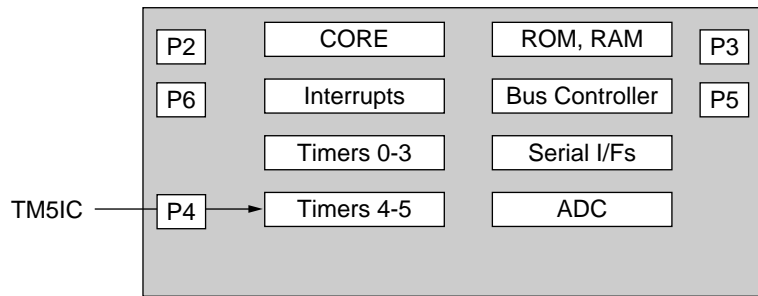 P2 CORE ROM, RAM P3
P6 Interrupts Bus Controller P5
Timers 0-3 Serial I/Fs
TM5IC P4 Timers 4-5 ADC